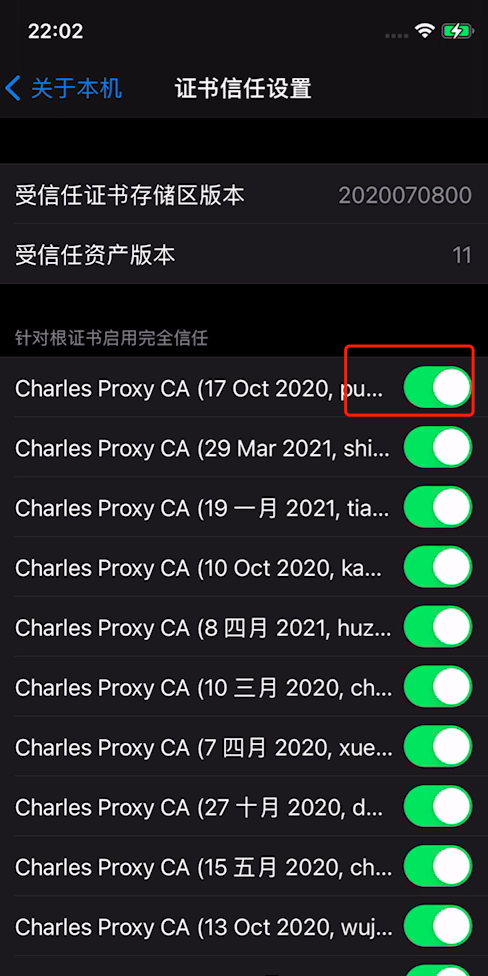 22:02
关于本机
证书信任设置
受信任证书存储区版本 2020070800
受信任资产版本 11
针对根证书启用完全信任
Charles Proxy CA (17 Oct 2020, pu...
Charles Proxy CA (29 Mar 2021, shi...
Charles Proxy CA (19 一月 2021, tia...
Charles Proxy CA (10 Oct 2020, ka...
Charles Proxy CA (8 四月 2021, huz...
Charles Proxy CA (10 三月 2020, ch...
Charles Proxy CA (7 四月 2020, xue...
Charles Proxy CA (27 十月 2020, d...
Charles Proxy CA (15 五月 2020, ch...
Charles Proxy CA (13 Oct 2020, wuj...